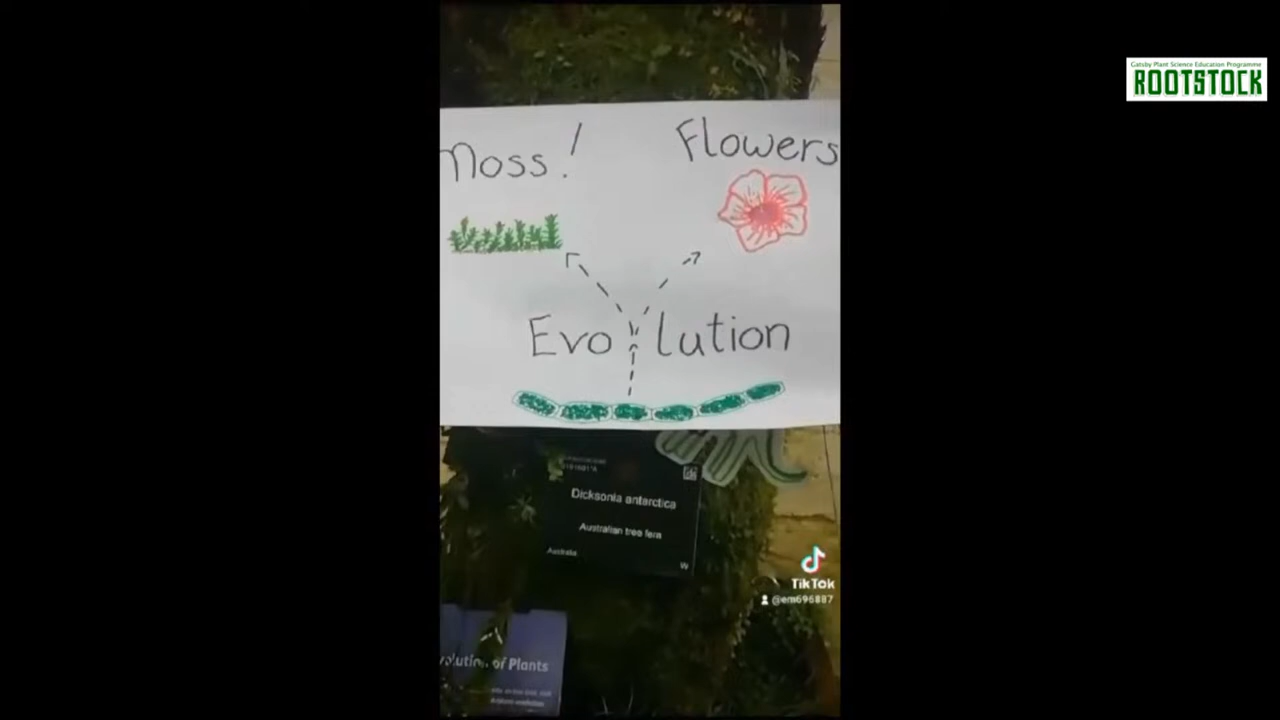 Gatsby Plant Science Education Programme
ROOTSTOCK
Moss!
Flowers
Evolution
Dicksonia antarctica
Australian tree fern
Australia
W
TikTok
@em696887
volution of Plants